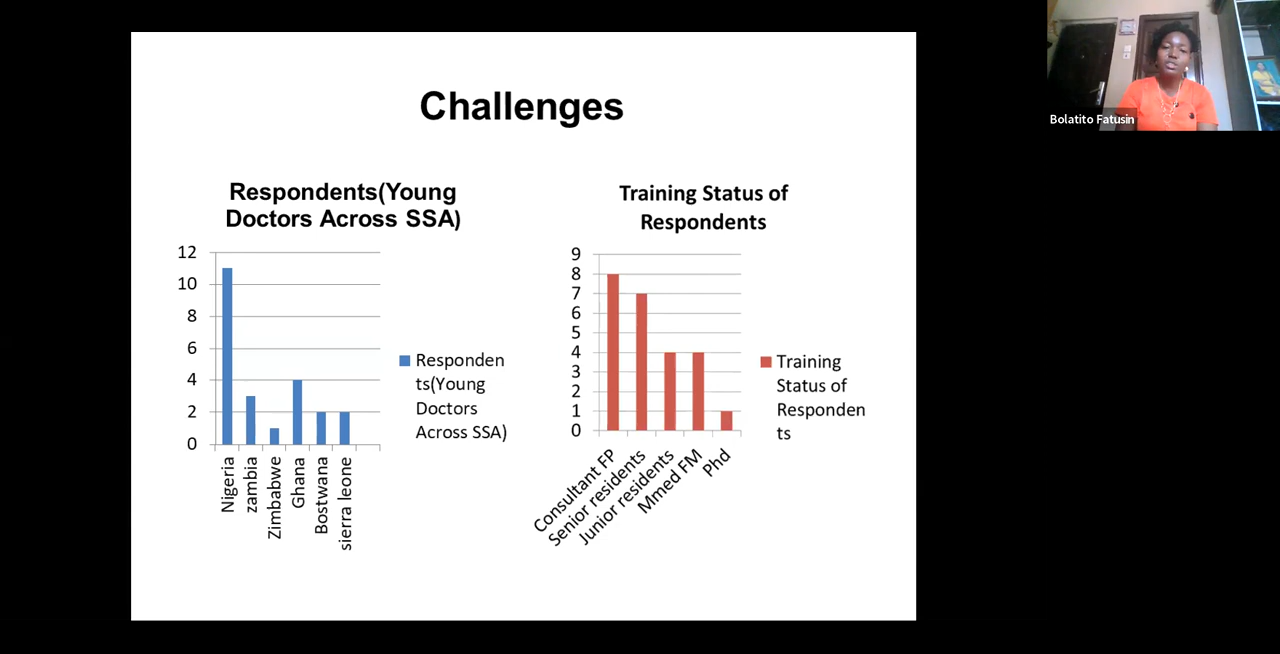 Challenges
Respondents(Young
Doctors Across SSA)
12
10
8
6
4
2
0
Nigeria
zambia
Zimbabwe
Ghana
Bostwana
sierra leone
Responden
ts(Young
Doctors
Across SSA)
Training Status of
Respondents
9
8
7
6
5
4
3
2
1
0
Consultant FP
Senior residents
Junior residents
Mmed FM
Phd
Training
Status of
Responden
ts
Bolatito Fatusin